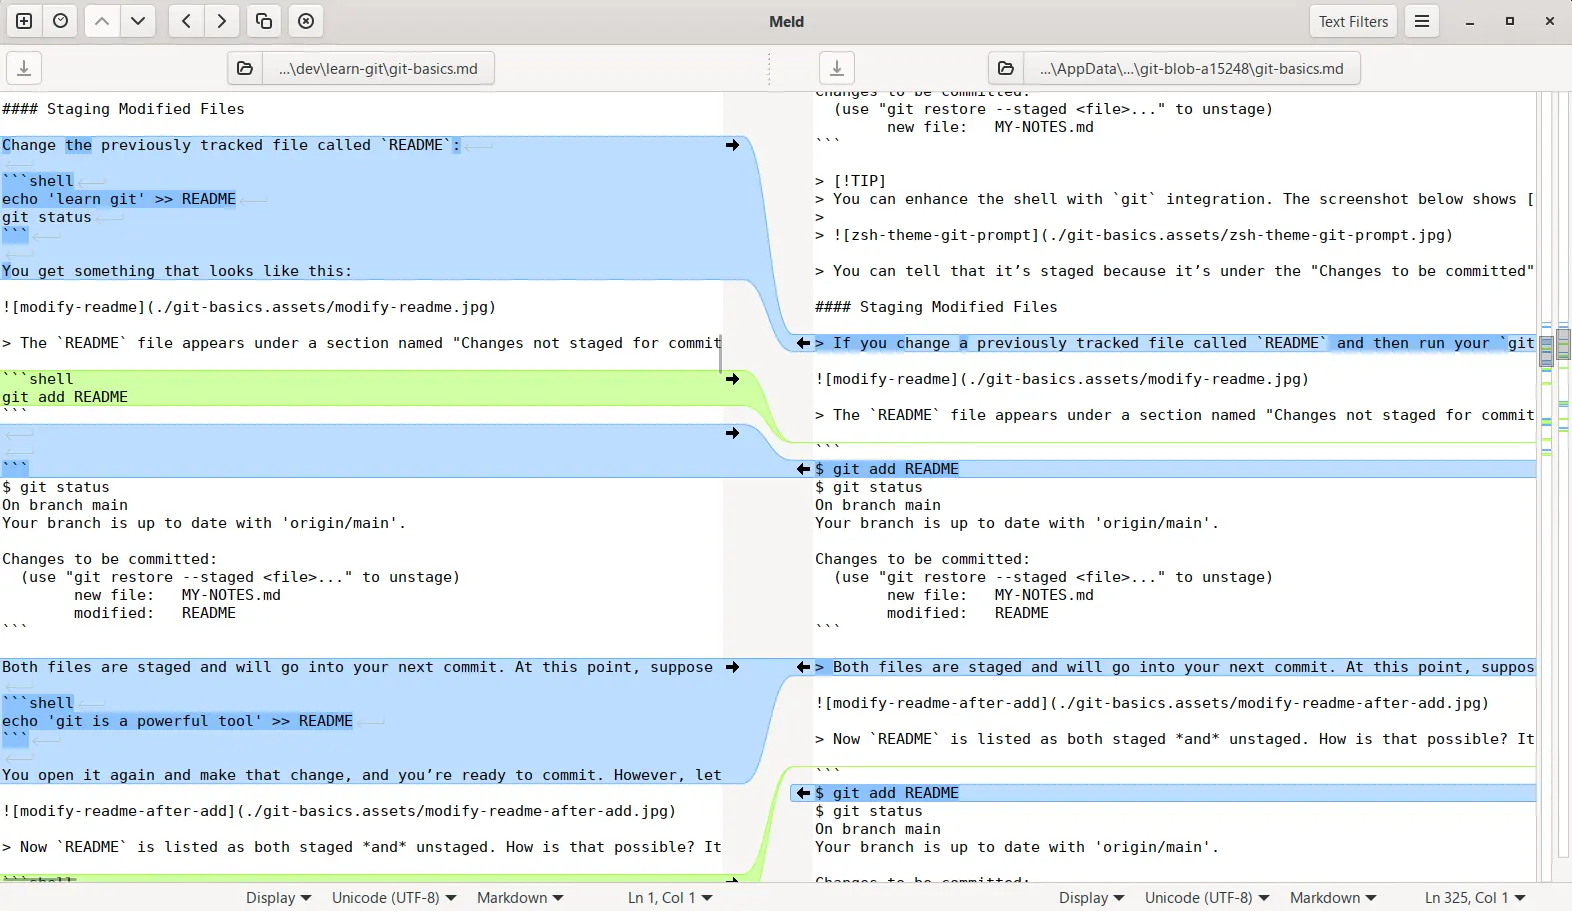 Meld
Text Filters
...\dev\learn-git\git-basics.md
...\AppData\...\git-blob-a15248\git-basics.md
#### Staging Modified Files
Change the previously tracked file called `README`:
```shell
echo 'learn git' >> README
git status
```
You get something that looks like this:
![modify-readme](./git-basics.assets/modify-readme.jpg)
> The `README` file appears under a section named "Changes not staged for commit
```shell
git add README
```
```
$ git status
On branch main
Your branch is up to date with 'origin/main'.
Changes to be committed:
(use "git restore --staged <file>..." to unstage)
new file:   MY-NOTES.md
modified:   README
```
Both files are staged and will go into your next commit. At this point, suppose
```shell
echo 'git is a powerful tool' >> README
```
You open it again and make that change, and you’re ready to commit. However, let
![modify-readme-after-add](./git-basics.assets/modify-readme-after-add.jpg)
> Now `README` is listed as both staged *and* unstaged. How is that possible? It
```shell
Changes to be committed:
(use "git restore --staged <file>..." to unstage)
new file:   MY-NOTES.md
```
> [!TIP]
> You can enhance the shell with `git` integration. The screenshot below shows [
>
> ![zsh-theme-git-prompt](./git-basics.assets/zsh-theme-git-prompt.jpg)
> You can tell that it’s staged because it’s under the "Changes to be committed"
#### Staging Modified Files
> If you change a previously tracked file called `README` and then run your `git
![modify-readme](./git-basics.assets/modify-readme.jpg)
> The `README` file appears under a section named "Changes not staged for commit
```
$ git add README
$ git status
On branch main
Your branch is up to date with 'origin/main'.
Changes to be committed:
(use "git restore --staged <file>..." to unstage)
new file:   MY-NOTES.md
modified:   README
```
> Both files are staged and will go into your next commit. At this point, suppos
![modify-readme-after-add](./git-basics.assets/modify-readme-after-add.jpg)
> Now `README` is listed as both staged *and* unstaged. How is that possible? It
```
$ git add README
$ git status
On branch main
Your branch is up to date with 'origin/main'.
Changes to be committed:
Display Unicode (UTF-8) Markdown Ln 1, Col 1
Display Unicode (UTF-8) Markdown Ln 325, Col 1